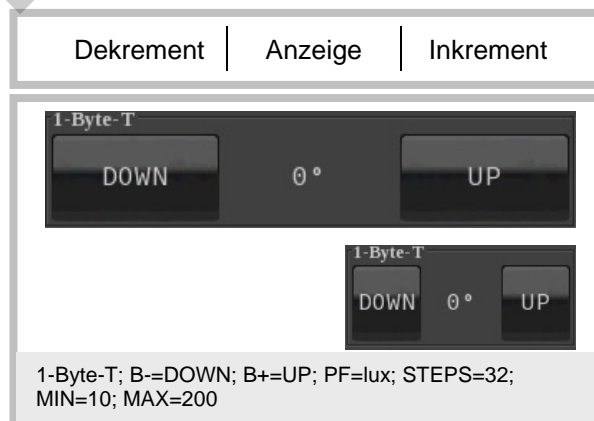 Dekrement Anzeige Inkrement
1-Byte-T
DOWN 0° UP
1-Byte-T
DOWN 0° UP
1-Byte-T; B-=DOWN; B+=UP; PF=lux; STEPS=32;
MIN=10; MAX=200